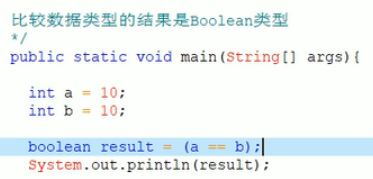 比较数据类型的结果是Boolean类型
*/
public static void main(String[] args){
int a = 10;
int b = 10;
boolean result = (a == b);
System.out.println(result);